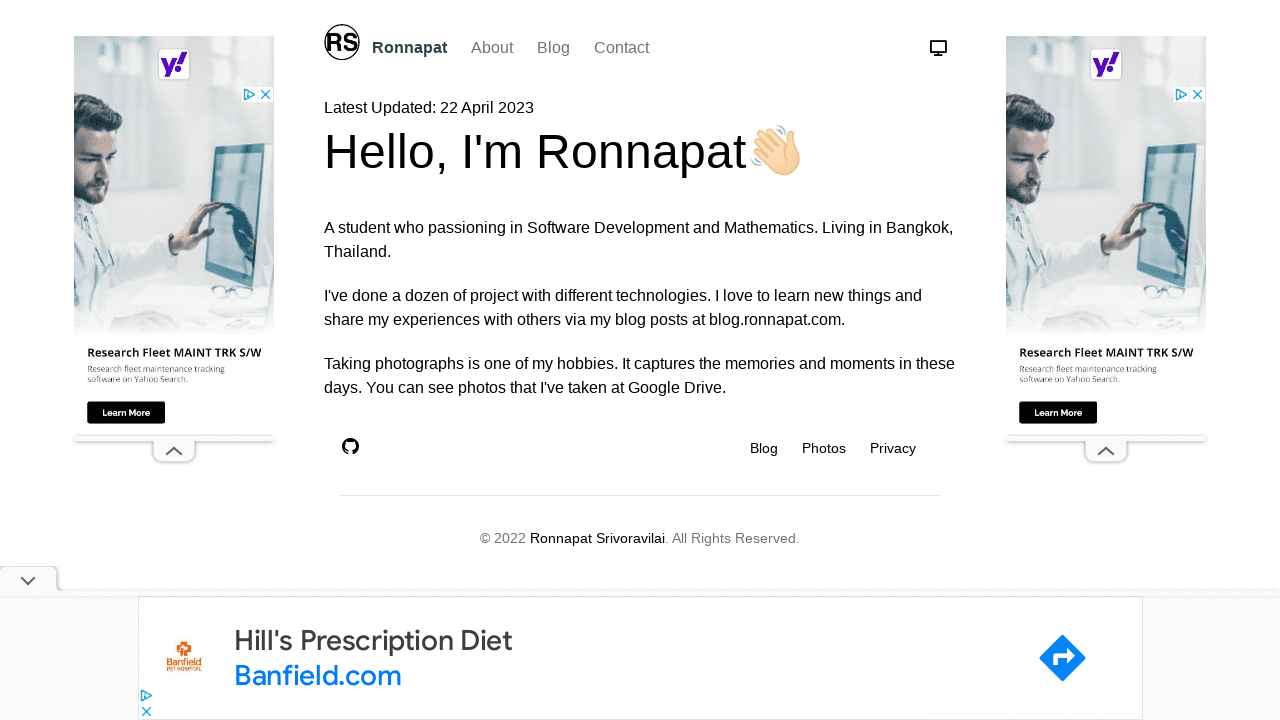 RS
Ronnapat About Blog Contact
Latest Updated: 22 April 2023
Hello, I'm Ronnapat👋🏻
A student who passioning in Software Development and Mathematics. Living in Bangkok,
Thailand.
I've done a dozen of project with different technologies. I love to learn new things and
share my experiences with others via my blog posts at blog.ronnapat.com.
Taking photographs is one of my hobbies. It captures the memories and moments in these
days. You can see photos that I've taken at Google Drive.
Blog Photos Privacy
© 2022 Ronnapat Srivoravilai. All Rights Reserved.
y!
Research Fleet MAINT TRK S/W
Research fleet maintenance tracking
software on Yahoo Search.
Learn More
y!
Research Fleet MAINT TRK S/W
Research fleet maintenance tracking
software on Yahoo Search.
Learn More
Banfield
PET HOSPITAL
Hill's Prescription Diet
Banfield.com